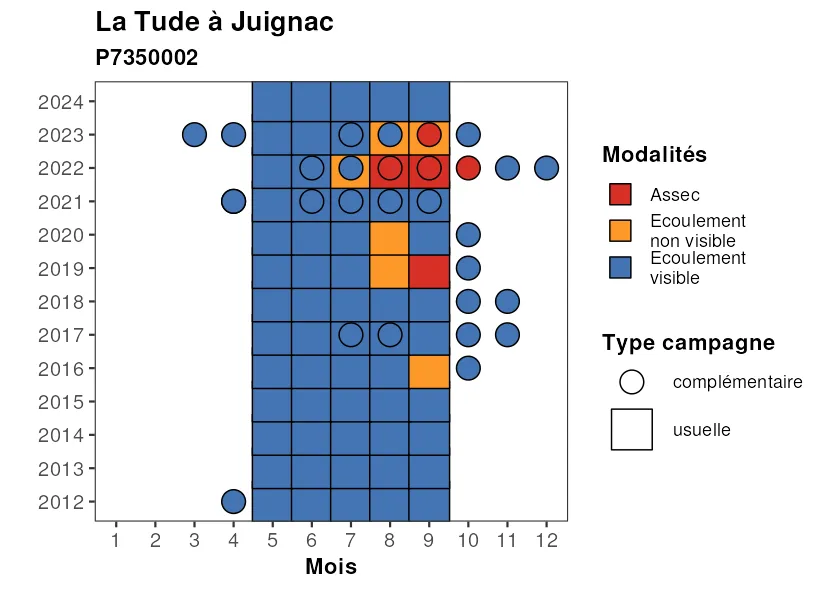 La Tude à Juignac
P7350002
2024
2023
2022
2021
2020
2019
2018
2017
2016
2015
2014
2013
2012
1 2 3 4 5 6 7 8 9 10 11 12
Mois
Modalités
Assec
Ecoulement
non visible
Ecoulement
visible
Type campagne
complémentaire
usuelle